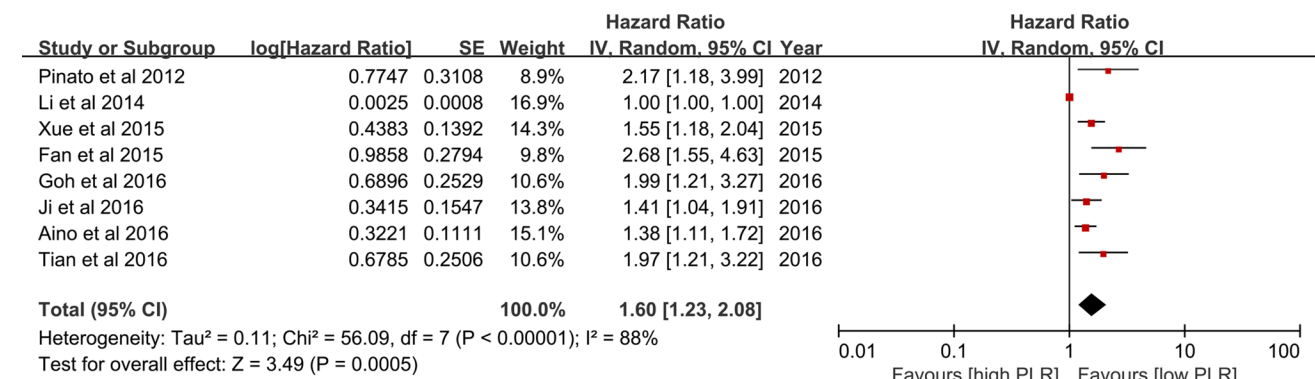 Hazard Ratio Hazard Ratio
Study or Subgroup log[Hazard Ratio] SE Weight IV, Random, 95% CI Year IV, Random, 95% CI
Pinato et al 2012 0.7747 0.3108 8.9% 2.17 [1.18, 3.99] 2012
Li et al 2014 0.0025 0.0008 16.9% 1.00 [1.00, 1.00] 2014
Xue et al 2015 0.4383 0.1392 14.3% 1.55 [1.18, 2.04] 2015
Fan et al 2015 0.9858 0.2794 9.8% 2.68 [1.55, 4.63] 2015
Goh et al 2016 0.6896 0.2529 10.6% 1.99 [1.21, 3.27] 2016
Ji et al 2016 0.3415 0.1547 13.8% 1.41 [1.04, 1.91] 2016
Aino et al 2016 0.3221 0.1111 15.1% 1.38 [1.11, 1.72] 2016
Tian et al 2016 0.6785 0.2506 10.6% 1.97 [1.21, 3.22] 2016
Total (95% CI) 100.0% 1.60 [1.23, 2.08]
Heterogeneity: Tau² = 0.11; Chi² = 56.09, df = 7 (P < 0.00001); I² = 88%
Test for overall effect: Z = 3.49 (P = 0.0005)
0.01 0.1 1 10 100
Favours [high PLR] Favours [low PLR]